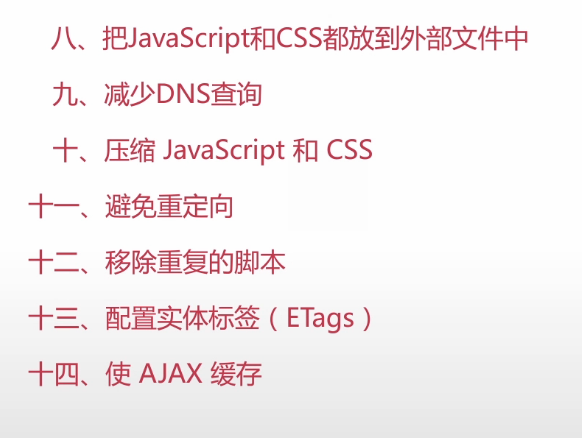 八、把JavaScript和CSS都放到外部文件中
九、减少DNS查询
十、压缩 JavaScript 和 CSS
十一、避免重定向
十二、移除重复的脚本
十三、配置实体标签（ETags）
十四、使 AJAX 缓存